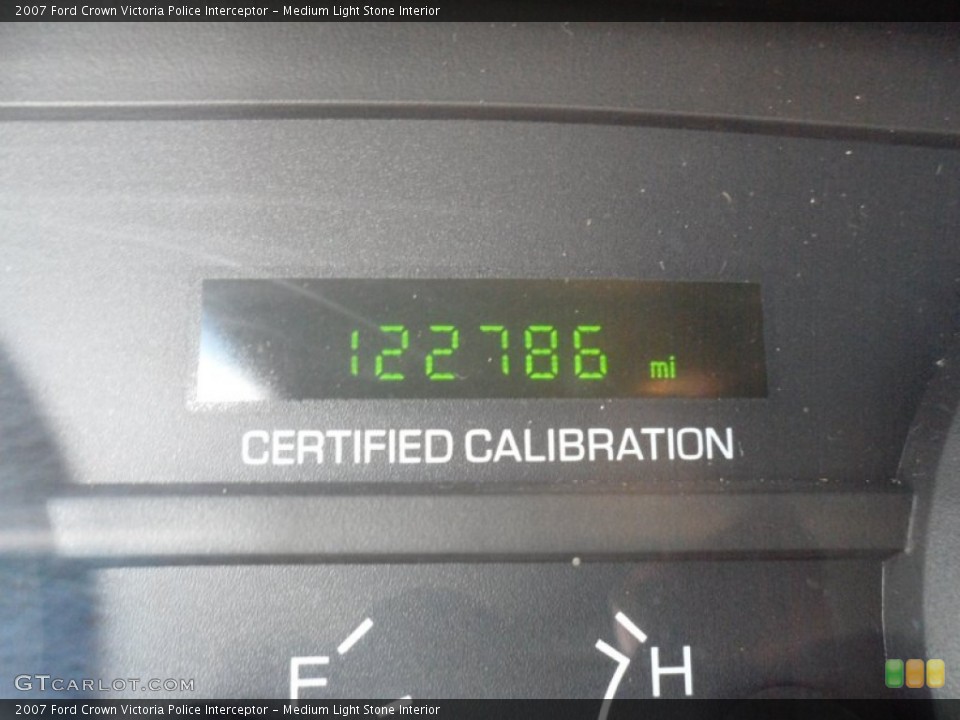 2007 Ford Crown Victoria Police Interceptor - Medium Light Stone Interior
122786 mi
CERTIFIED CALIBRATION
F H
GTCARLOT.COM
2007 Ford Crown Victoria Police Interceptor - Medium Light Stone Interior